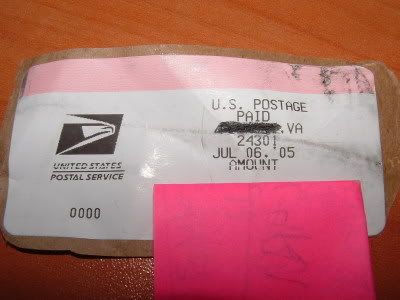 U.S. POSTAGE
PAID
,VA
24301
JUL 06.'05
AMOUNT
UNITED STATES
POSTAL SERVICE
0000